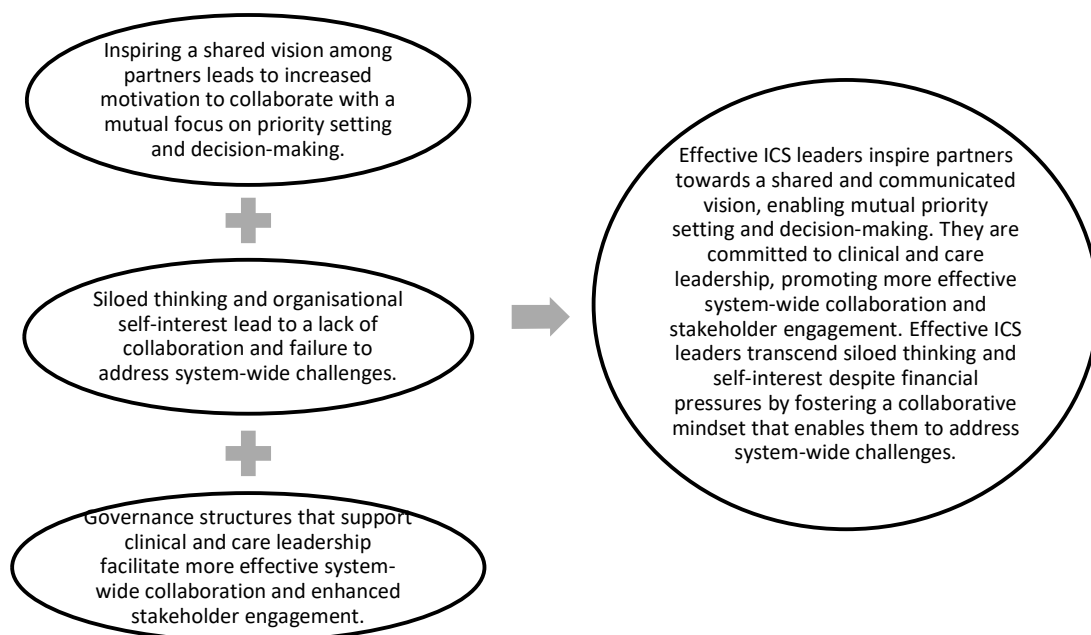 Inspiring a shared vision among
partners leads to increased
motivation to collaborate with a
mutual focus on priority setting
and decision-making.
Siloed thinking and organisational
self-interest lead to a lack of
collaboration and failure to
address system-wide challenges.
Governance structures that support
clinical and care leadership
facilitate more effective system-
wide collaboration and enhanced
stakeholder engagement.
Effective ICS leaders inspire partners
towards a shared and communicated
vision, enabling mutual priority
setting and decision-making. They are
committed to clinical and care
leadership, promoting more effective
system-wide collaboration and
stakeholder engagement. Effective ICS
leaders transcend siloed thinking and
self-interest despite financial
pressures by fostering a collaborative
mindset that enables them to address
system-wide challenges.